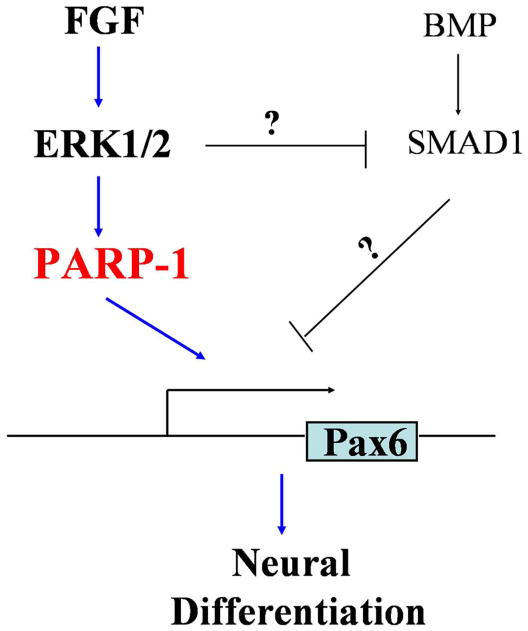 FGF
BMP
?
ERK1/2
SMAD1
PARP-1
?
Pax6
Neural
Differentiation